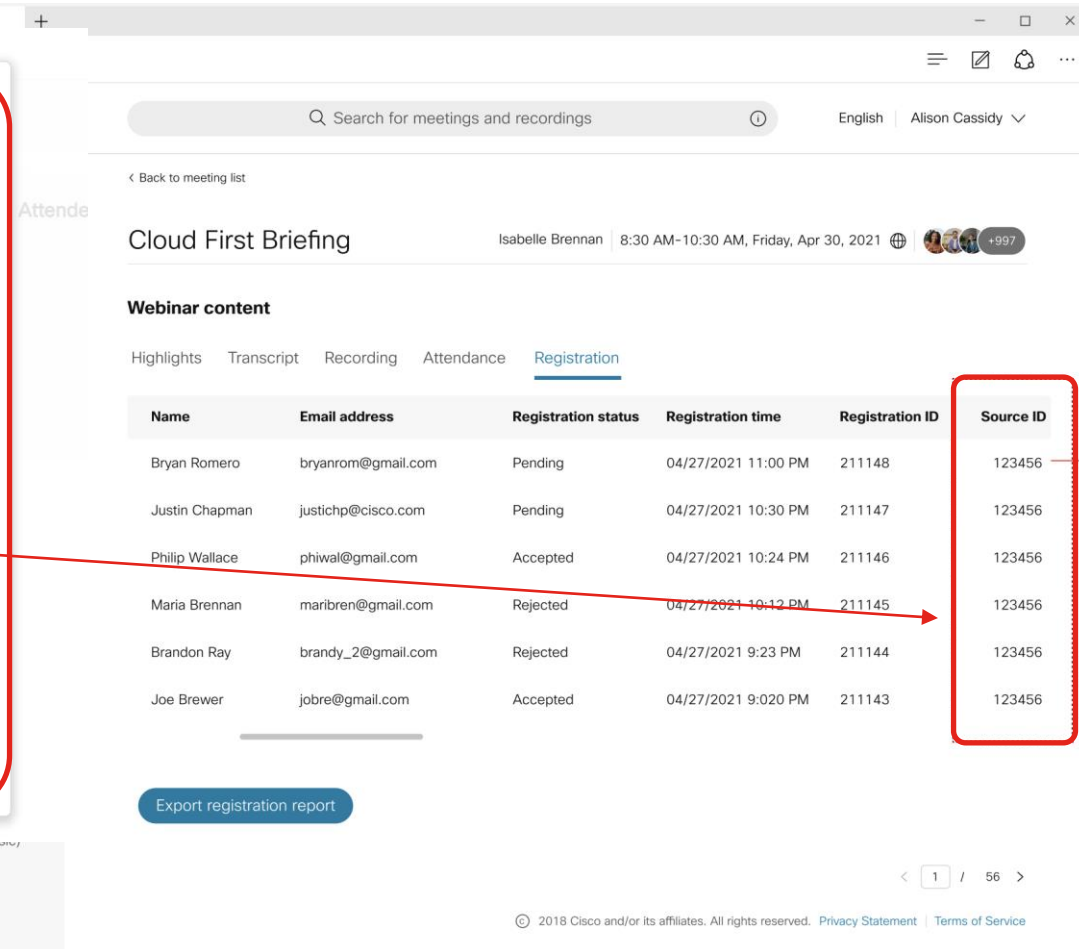 Search for meetings and recordings English Alison Cassidy
Back to meeting list
Cloud First Briefing Isabelle Brennan 8:30 AM-10:30 AM, Friday, Apr 30, 2021 +997
Webinar content
Highlights Transcript Recording Attendance Registration
Name Email address Registration status Registration time Registration ID Source ID
Bryan Romero bryanrom@gmail.com Pending 04/27/2021 11:00 PM 211148 123456
Justin Chapman justichp@cisco.com Pending 04/27/2021 10:30 PM 211147 123456
Philip Wallace phiwal@gmail.com Accepted 04/27/2021 10:24 PM 211146 123456
Maria Brennan maribren@gmail.com Rejected 04/27/2021 10:12 PM 211145 123456
Brandon Ray brandy_2@gmail.com Rejected 04/27/2021 9:23 PM 211144 123456
Joe Brewer jobre@gmail.com Accepted 04/27/2021 9:020 PM 211143 123456
Export registration report
1 / 56
© 2018 Cisco and/or its affiliates. All rights reserved. Privacy Statement Terms of Service